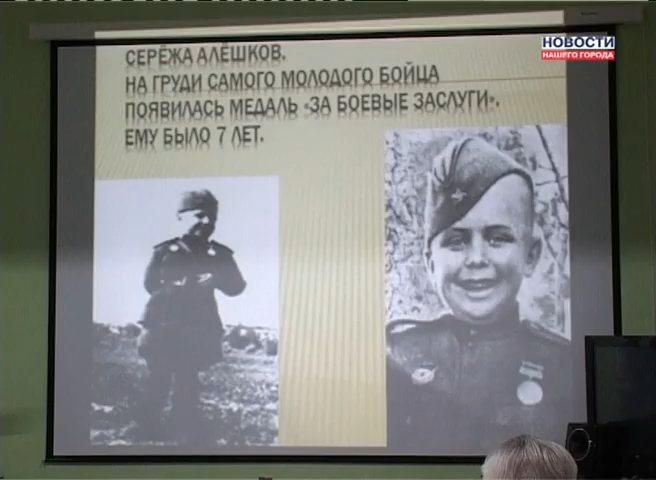 НОВОСТИ
НАШЕГО ГОРОДА
СЕРЁЖА АЛЁШКОВ.
НА ГРУДИ САМОГО МОЛОДОГО БОЙЦА
ПОЯВИЛАСЬ МЕДАЛЬ «ЗА БОЕВЫЕ ЗАСЛУГИ».
ЕМУ БЫЛО 7 ЛЕТ.